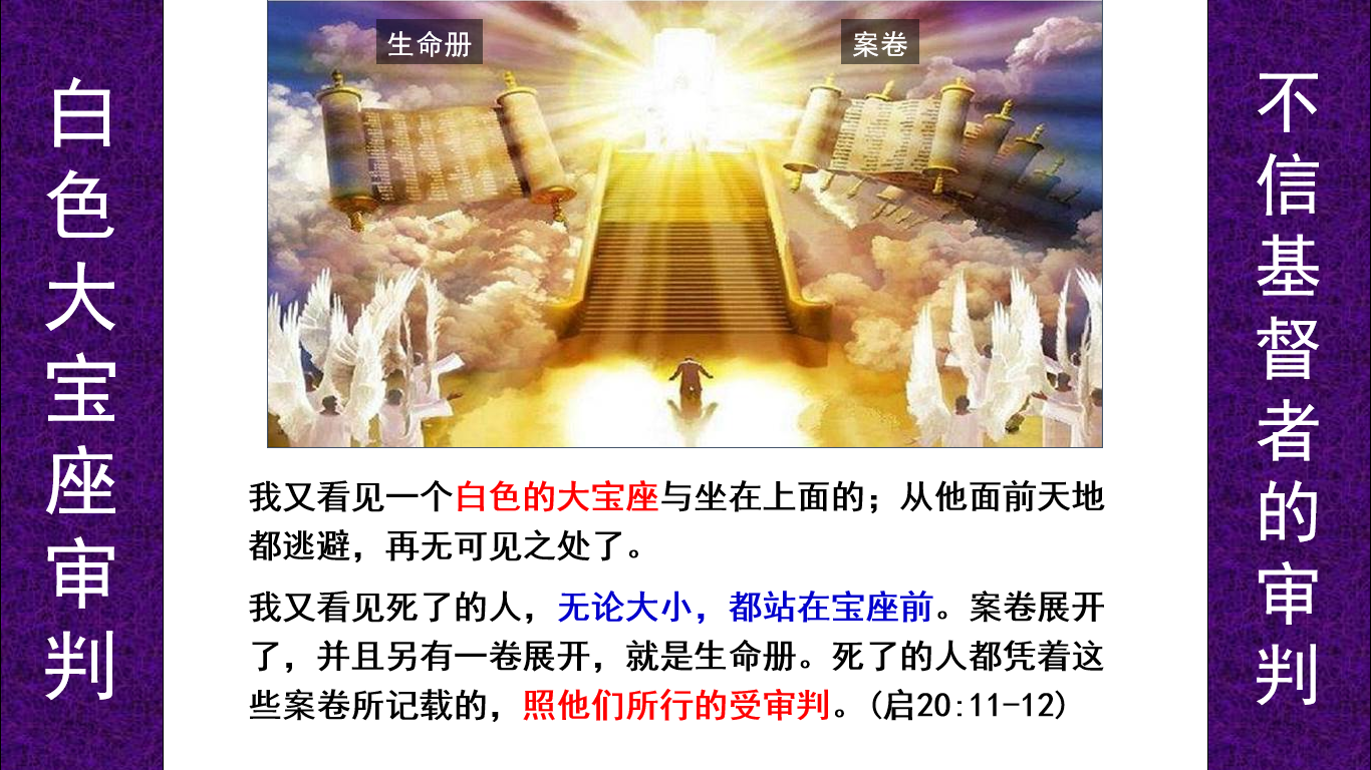 白色大宝座审判
生命册
案卷
不信基督者的审判
我又看见一个白色的大宝座与坐在上面的；从他面前天地
都逃避，再无可见之处了。
我又看见死了的人，无论大小，都站在宝座前。案卷展开
了，并且另有一卷展开，就是生命册。死了的人都凭着这
些案卷所记载的，照他们所行的受审判。(启20:11-12)